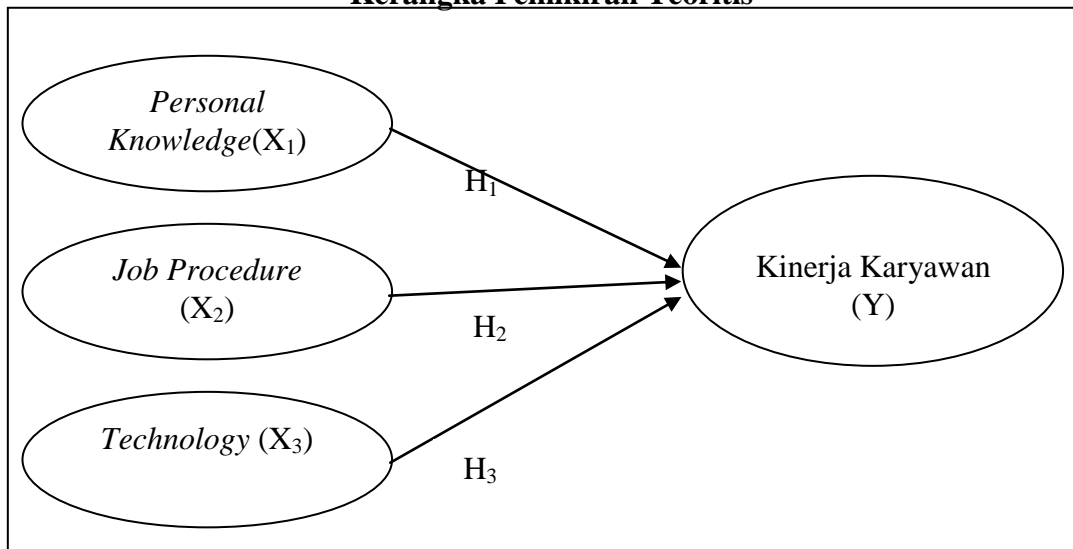 Kerangka Pemikiran Teoritis
Personal
Knowledge(X₁)
H₁
Job Procedure
(X₂)
H₂
Kinerja Karyawan
(Y)
Technology (X₃)
H₃